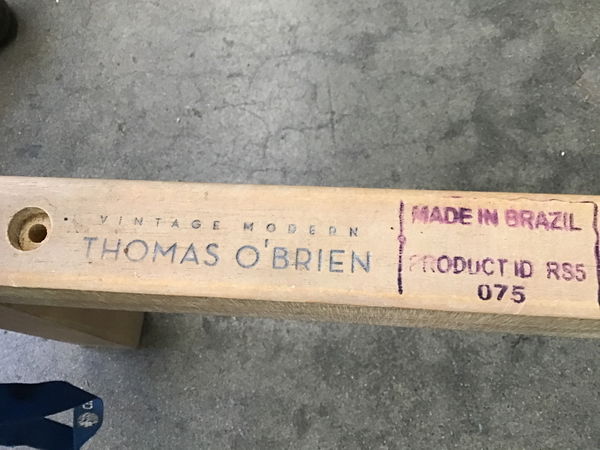 VINTAGE MODERN
THOMAS O'BRIEN
MADE IN BRAZIL
PRODUCT ID RS5
075